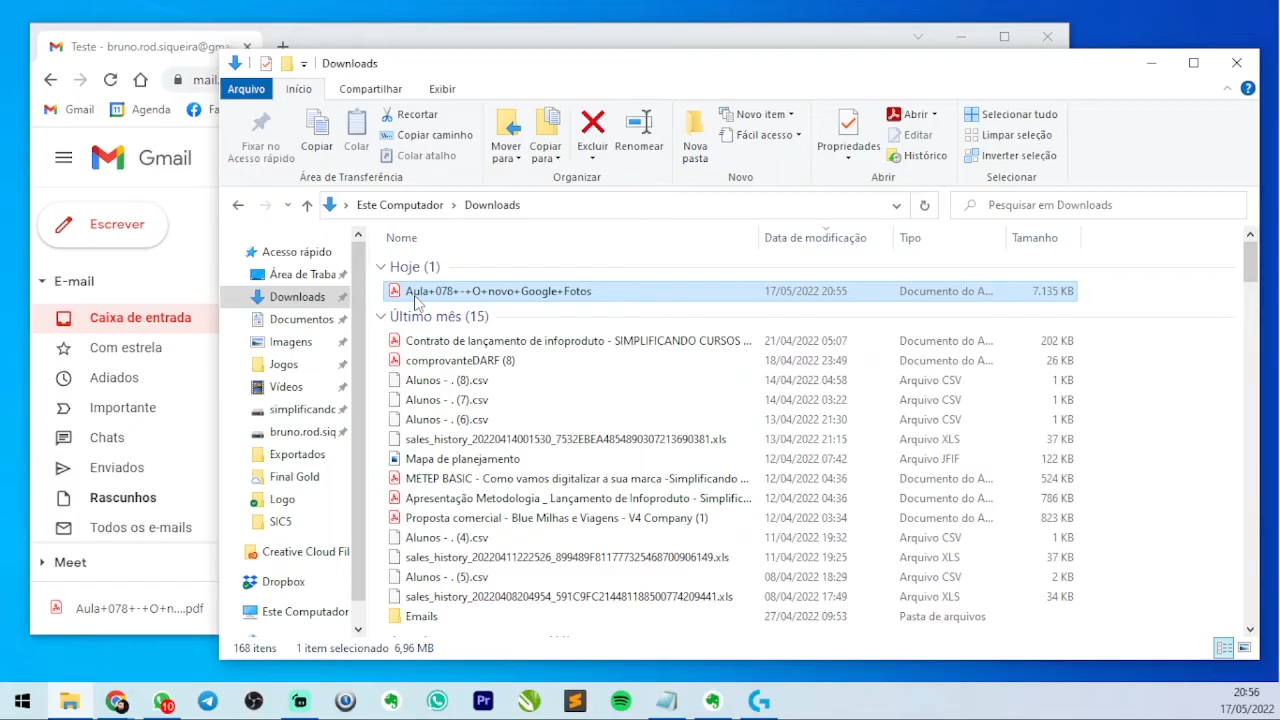 Teste - bruno.rod.siqueira@gma
mail.
Gmail
Agenda
Fa
Gmail
Escrever
E-mail
Caixa de entrada
Com estrela
Adiados
Importante
Chats
Enviados
Rascunhos
Todos os e-mails
Meet
Aula+078+-+O+n....pdf
Downloads
Arquivo
Início
Compartilhar
Exibir
Fixar no
Acesso rápido
Copiar
Colar
Recortar
Copiar caminho
Colar atalho
Área de Transferência
Mover
para
Copiar
para
Excluir
Renomear
Organizar
Nova
pasta
Novo item
Fácil acesso
Novo
Propriedades
Abrir
Editar
Histórico
Abrir
Selecionar tudo
Limpar seleção
Inverter seleção
Selecionar
Este Computador > Downloads
Pesquisar em Downloads
Acesso rápido
Área de Traba
Downloads
Documentos
Imagens
Jogos
Vídeos
simplificando
bruno.rod.siq
Exportados
Final Gold
Logo
SIC5
Creative Cloud Fil
Dropbox
Este Computador
Nome Data de modificação Tipo Tamanho
Hoje (1)
Aula+078+-+O+novo+Google+Fotos 17/05/2022 20:55 Documento do A... 7.135 KB
Último mês (15)
Contrato de lançamento de infoproduto - SIMPLIFICANDO CURSOS ... 21/04/2022 05:07 Documento do A... 202 KB
comprovanteDARF (8) 18/04/2022 23:49 Documento do A... 26 KB
Alunos - . (8).csv 14/04/2022 04:58 Arquivo CSV 1 KB
Alunos - . (7).csv 14/04/2022 03:22 Arquivo CSV 1 KB
Alunos - . (6).csv 13/04/2022 21:30 Arquivo CSV 1 KB
sales_history_20220414001530_7532EBEA4854890307213690381.xls 13/04/2022 21:15 Arquivo XLS 37 KB
Mapa de planejamento 12/04/2022 07:42 Arquivo JFIF 122 KB
METEP BASIC - Como vamos digitalizar a sua marca -Simplificando ... 12/04/2022 04:36 Documento do A... 524 KB
Apresentação Metodologia _ Lançamento de Infoproduto - Simplific... 12/04/2022 04:36 Documento do A... 786 KB
Proposta comercial - Blue Milhas e Viagens - V4 Company (1) 12/04/2022 03:34 Documento do A... 823 KB
Alunos - . (4).csv 11/04/2022 19:32 Arquivo CSV 1 KB
sales_history_20220411222526_899489F811777325468700906149.xls 11/04/2022 19:25 Arquivo XLS 37 KB
Alunos - . (5).csv 08/04/2022 18:29 Arquivo CSV 2 KB
sales_history_20220408204954_591C9FC214481188500774209441.xls 08/04/2022 17:49 Arquivo XLS 34 KB
Emails 27/04/2022 09:53 Pasta de arquivos
168 itens 1 item selecionado 6,96 MB
10
Pr
20:56
17/05/2022